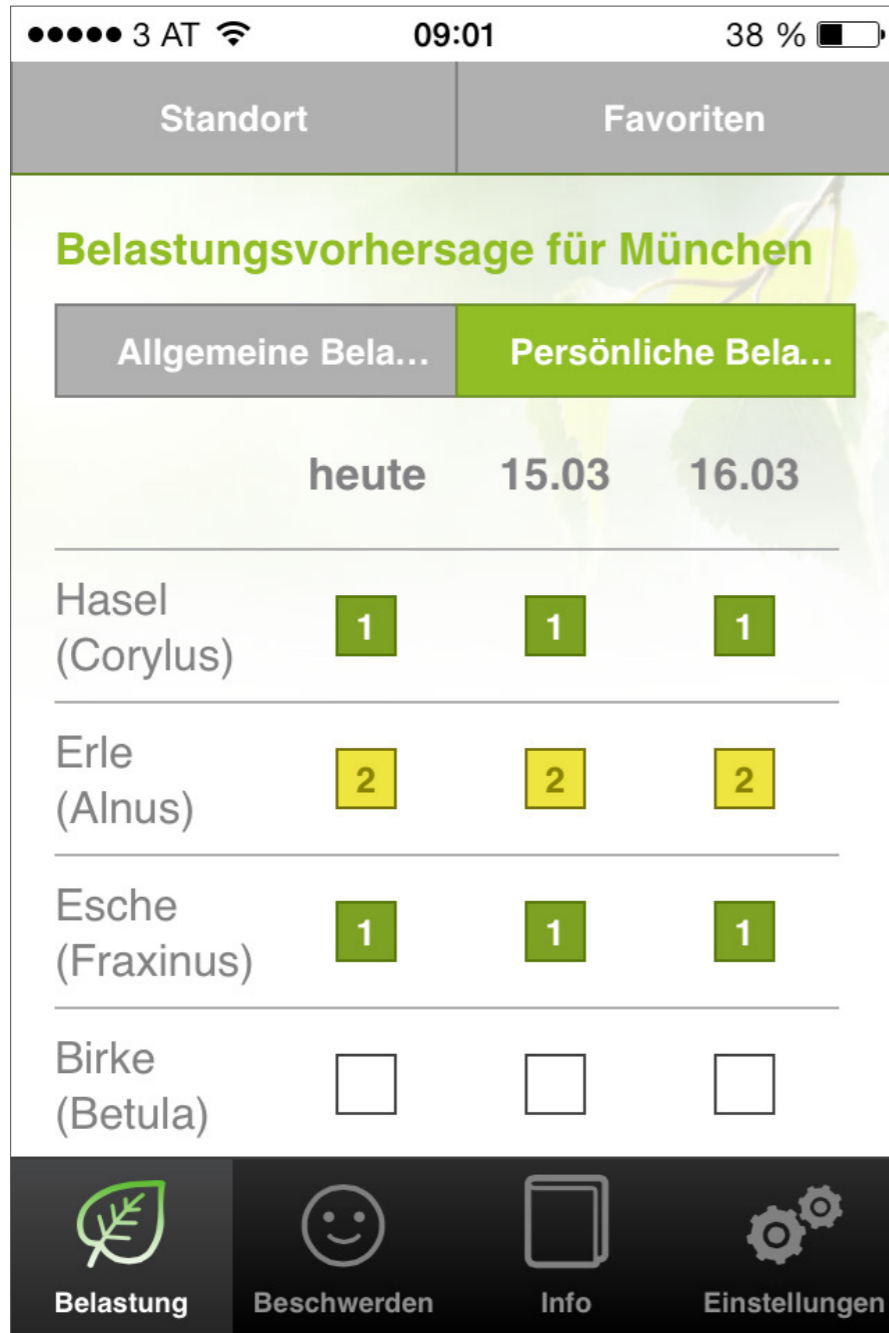 3 AT 09:01 38 %
Standort Favoriten
Belastungsvorhersage für München
Allgemeine Bela... Persönliche Bela...
heute 15.03 16.03
Hasel
(Corylus) 1 1 1
Erle
(Alnus) 2 2 2
Esche
(Fraxinus) 1 1 1
Birke
(Betula)
Belastung Beschwerden Info Einstellungen